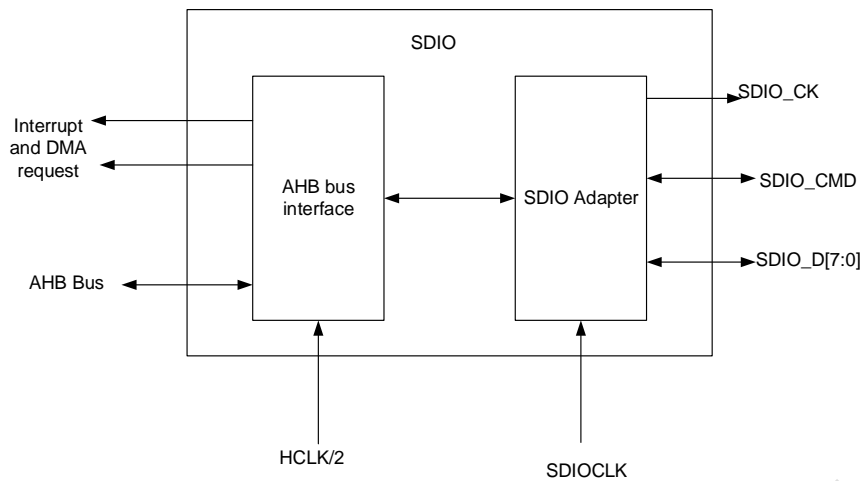 SDIO
SDIO_CK
Interrupt
and DMA
request
AHB bus
interface
SDIO Adapter
SDIO_CMD
AHB Bus
SDIO_D[7:0]
HCLK/2
SDIOCLK